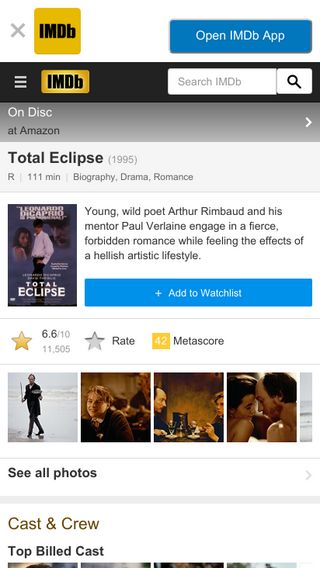 IMDb
Open IMDb App
IMDb
Search IMDb
On Disc
at Amazon
Total Eclipse (1995)
R | 111 min | Biography, Drama, Romance
LEONARDO
DICAPRIO
LEONARDO DICAPRIO
TOTAL
ECLIPSE
Young, wild poet Arthur Rimbaud and his
mentor Paul Verlaine engage in a fierce,
forbidden romance while feeling the effects of
a hellish artistic lifestyle.
+ Add to Watchlist
6.6/10
11,505
Rate
42 Metascore
See all photos
Cast & Crew
Top Billed Cast